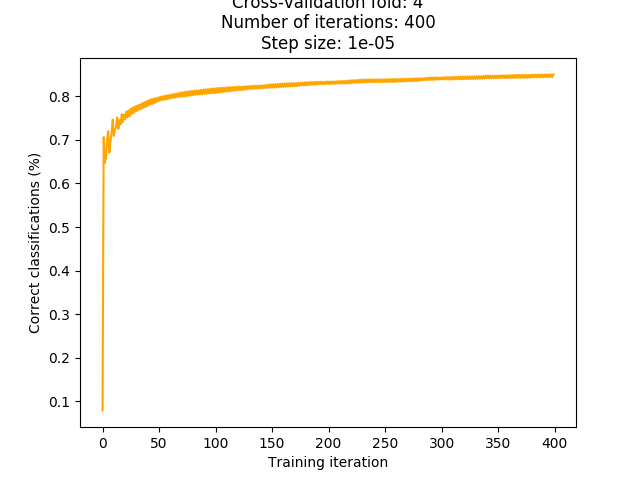 Cross-validation fold: 4
Number of iterations: 400
Step size: 1e-05
0.8
0.7
0.6
0.5
0.4
0.3
0.2
0.1
Correct classifications (%)
0 50 100 150 200 250 300 350 400
Training iteration